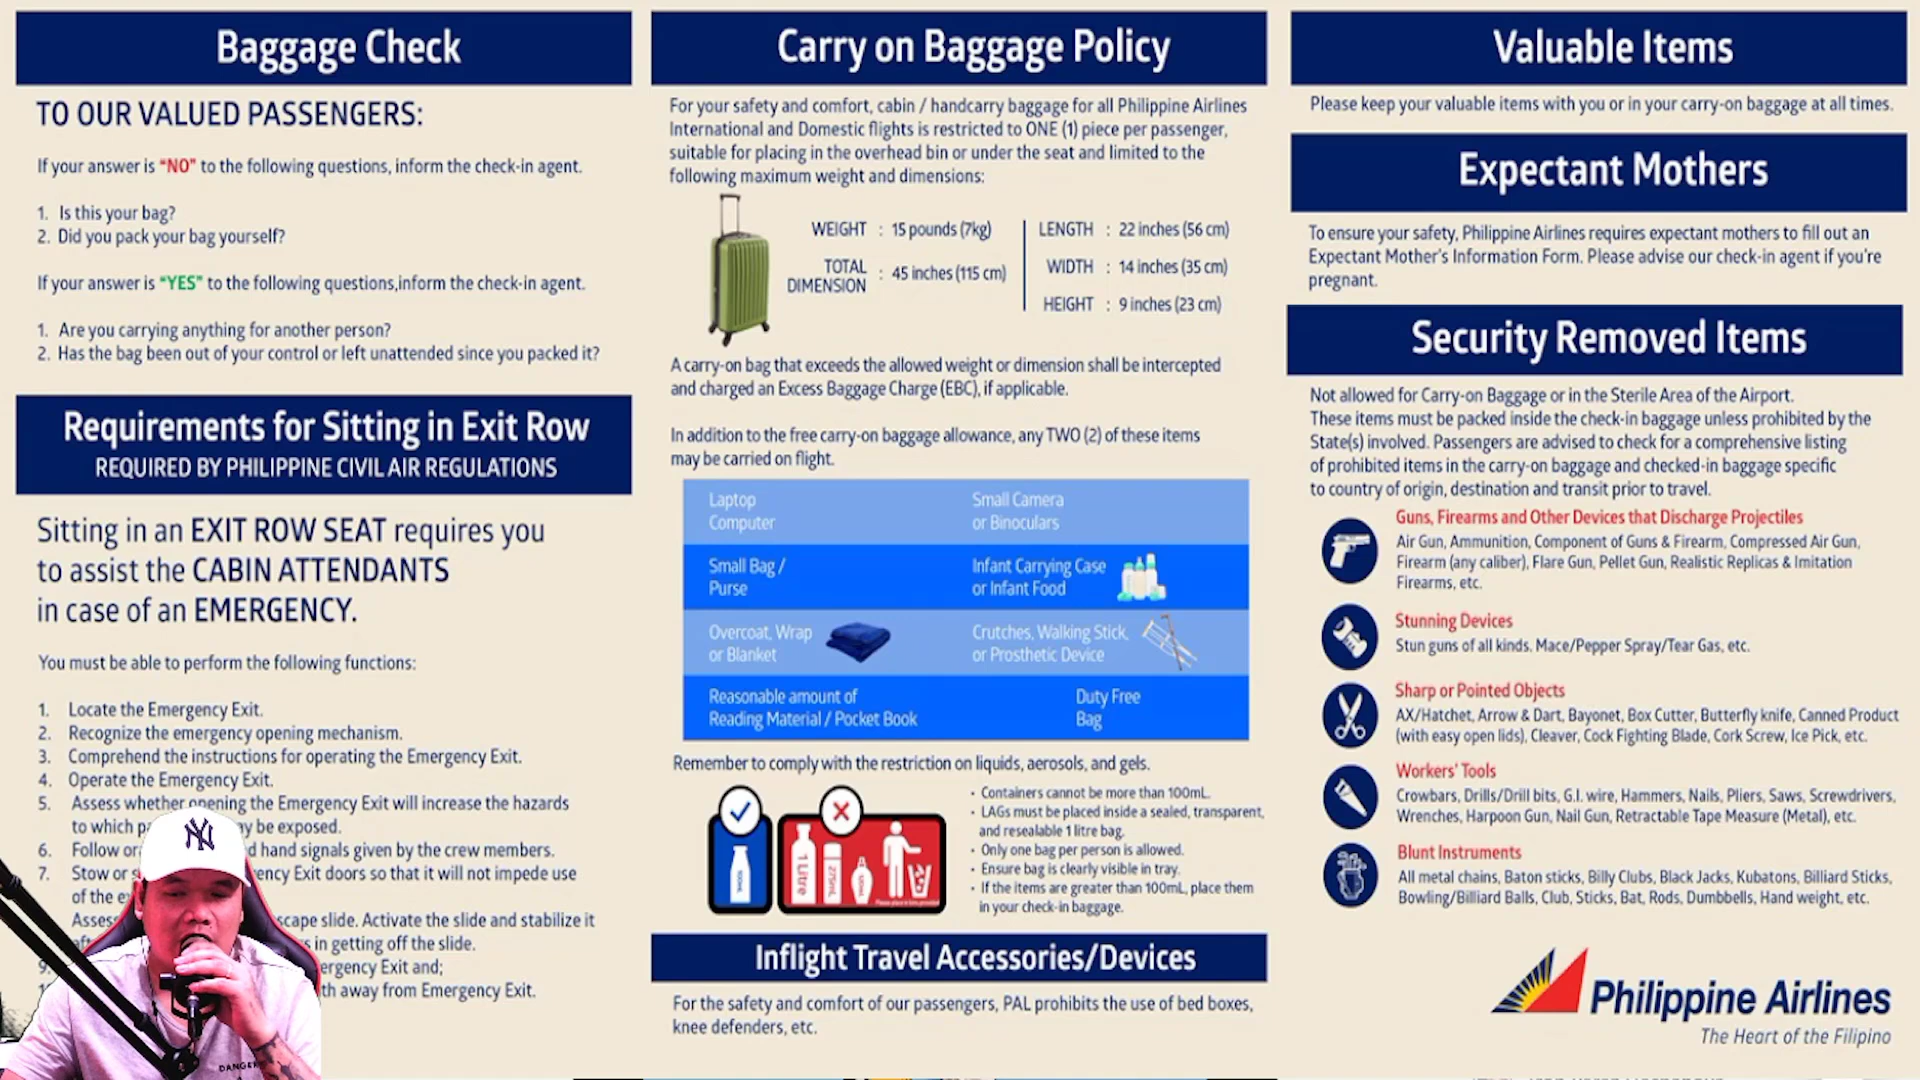 Baggage Check
TO OUR VALUED PASSENGERS:
If your answer is “NO” to the following questions, inform the check-in agent.
1. Is this your bag?
2. Did you pack your bag yourself?
If your answer is “YES” to the following questions,inform the check-in agent.
1. Are you carrying anything for another person?
2. Has the bag been out of your control or left unattended since you packed it?
Requirements for Sitting in Exit Row
REQUIRED BY PHILIPPINE CIVIL AIR REGULATIONS
Sitting in an EXIT ROW SEAT requires you
to assist the CABIN ATTENDANTS
in case of an EMERGENCY.
You must be able to perform the following functions:
1. Locate the Emergency Exit.
2. Recognize the emergency opening mechanism.
3. Comprehend the instructions for operating the Emergency Exit.
4. Operate the Emergency Exit.
5. Assess whether opening the Emergency Exit will increase the hazards
to which be exposed.
6. Follow hand signals given by the crew members.
7. Stow or Exit doors so that it will not impede use
of the
Assess slide. Activate the slide and stabilize it
in getting off the slide.
9. Exit and;
away from Emergency Exit.
NY
DANGER
Carry on Baggage Policy
For your safety and comfort, cabin / handcarry baggage for all Philippine Airlines
International and Domestic flights is restricted to ONE (1) piece per passenger,
suitable for placing in the overhead bin or under the seat and limited to the
following maximum weight and dimensions:
WEIGHT : 15 pounds (7kg)
TOTAL
DIMENSION : 45 inches (115 cm)
LENGTH : 22 inches (56 cm)
WIDTH : 14 inches (35 cm)
HEIGHT : 9 inches (23 cm)
A carry-on bag that exceeds the allowed weight or dimension shall be intercepted
and charged an Excess Baggage Charge (EBC), if applicable.
In addition to the free carry-on baggage allowance, any TWO (2) of these items
may be carried on flight.
Laptop
Computer
Small Camera
or Binoculars
Small Bag /
Purse
Infant Carrying Case
or Infant Food
Overcoat, Wrap
or Blanket
Crutches, Walking Stick,
or Prosthetic Device
Reasonable amount of
Reading Material / Pocket Book
Duty Free
Bag
Remember to comply with the restriction on liquids, aerosols, and gels.
100mL
1 Litre
275mL
• Containers cannot be more than 100mL.
• LAGs must be placed inside a sealed, transparent,
and resealable 1 litre bag.
• Only one bag per person is allowed.
• Ensure bag is clearly visible in tray.
• If the items are greater than 100mL, place them
in your check-in baggage.
Inflight Travel Accessories/Devices
For the safety and comfort of our passengers, PAL prohibits the use of bed boxes,
knee defenders, etc.
Valuable Items
Please keep your valuable items with you or in your carry-on baggage at all times.
Expectant Mothers
To ensure your safety, Philippine Airlines requires expectant mothers to fill out an
Expectant Mother's Information Form. Please advise our check-in agent if you're
pregnant.
Security Removed Items
Not allowed for Carry-on Baggage or in the Sterile Area of the Airport.
These items must be packed inside the check-in baggage unless prohibited by the
State(s) involved. Passengers are advised to check for a comprehensive listing
of prohibited items in the carry-on baggage and checked-in baggage specific
to country of origin, destination and transit prior to travel.
Guns, Firearms and Other Devices that Discharge Projectiles
Air Gun, Ammunition, Component of Guns & Firearm, Compressed Air Gun,
Firearm (any caliber), Flare Gun, Pellet Gun, Realistic Replicas & Imitation
Firearms, etc.
Stunning Devices
Stun guns of all kinds. Mace/Pepper Spray/Tear Gas, etc.
Sharp or Pointed Objects
AX/Hatchet, Arrow & Dart, Bayonet, Box Cutter, Butterfly knife, Canned Product
(with easy open lids), Cleaver, Cock Fighting Blade, Cork Screw, Ice Pick, etc.
Workers' Tools
Crowbars, Drills/Drill bits, G.I. wire, Hammers, Nails, Pliers, Saws, Screwdrivers,
Wrenches, Harpoon Gun, Nail Gun, Retractable Tape Measure (Metal), etc.
Blunt Instruments
All metal chains, Baton sticks, Billy Clubs, Black Jacks, Kubatons, Billiard Sticks,
Bowling/Billiard Balls, Club, Sticks, Bat, Rods, Dumbbells, Hand weight, etc.
Philippine Airlines
The Heart of the Filipino